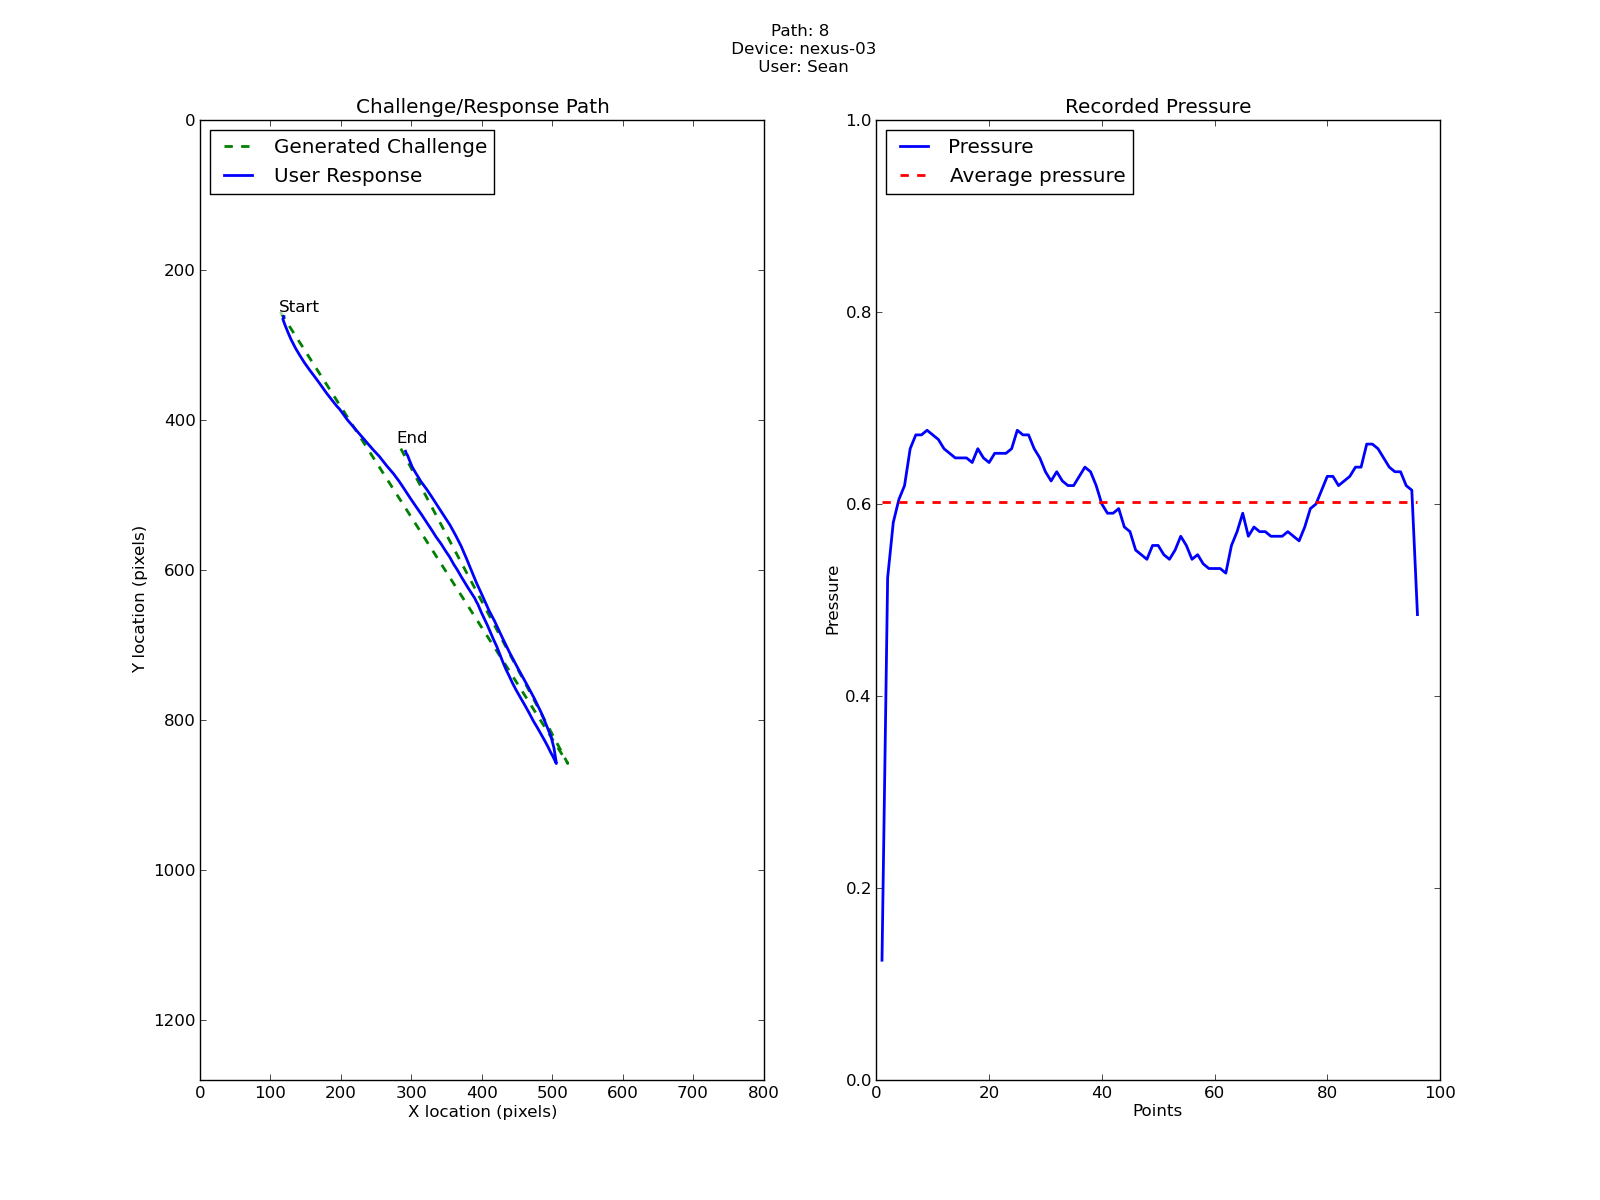 Path: 8
Device: nexus-03
User: Sean
Challenge/Response Path
Generated Challenge
User Response
Start
End
0
200
400
600
800
1000
1200
Y location (pixels)
0 100 200 300 400 500 600 700 800
X location (pixels)
Recorded Pressure
Pressure
Average pressure
1.0
0.8
0.6
0.4
0.2
0.0
Pressure
0 20 40 60 80 100
Points